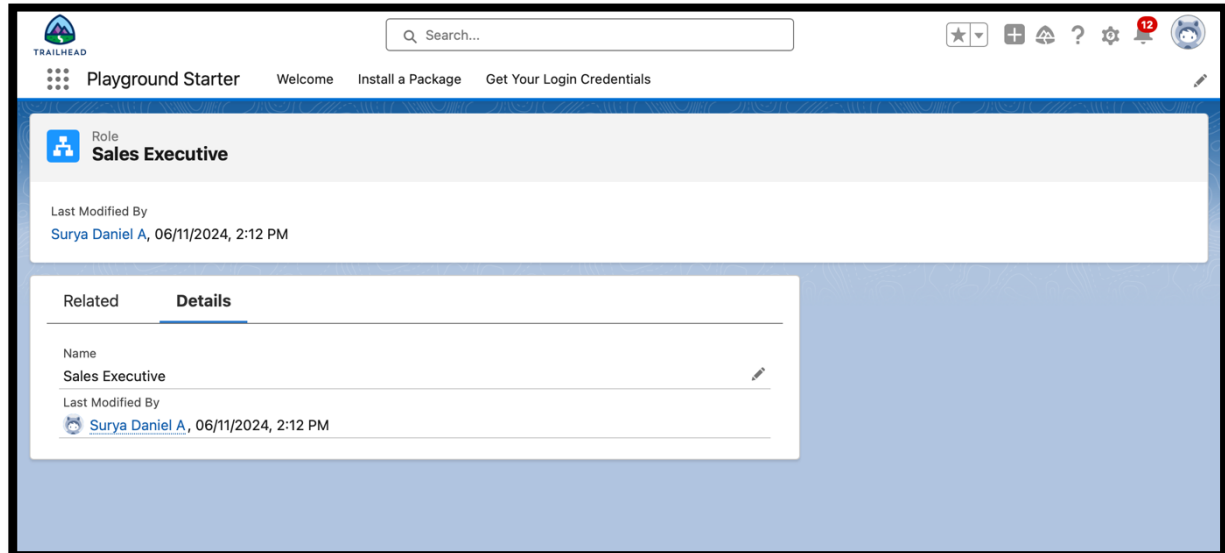 TRAILHEAD
Search...
12
Playground Starter Welcome Install a Package Get Your Login Credentials
Role
Sales Executive
Last Modified By
Surya Daniel A, 06/11/2024, 2:12 PM
Related Details
Name
Sales Executive
Last Modified By
Surya Daniel A, 06/11/2024, 2:12 PM